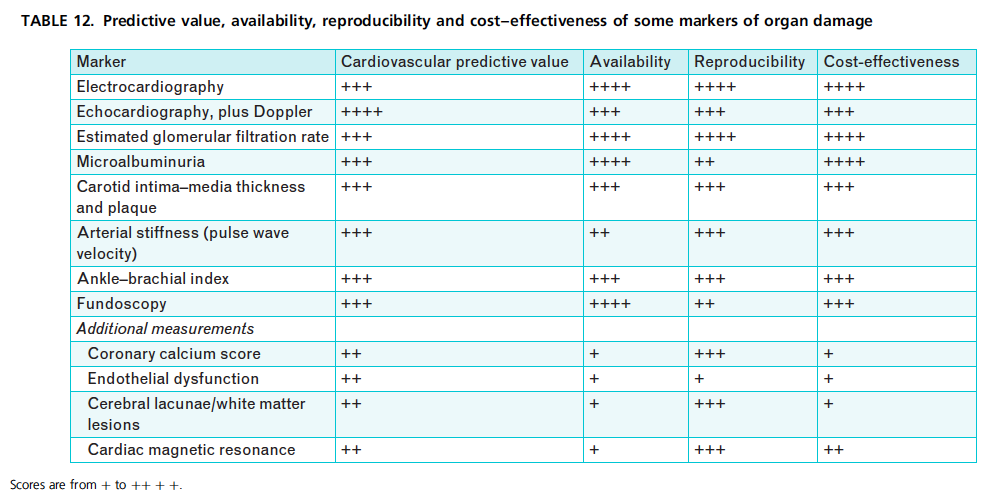 TABLE 12. Predictive value, availability, reproducibility and cost–effectiveness of some markers of organ damage
Marker Cardiovascular predictive value Availability Reproducibility Cost-effectiveness
Electrocardiography +++ ++++ ++++ ++++
Echocardiography, plus Doppler ++++ +++ +++ +++
Estimated glomerular filtration rate +++ ++++ ++++ ++++
Microalbuminuria +++ ++++ ++ ++++
Carotid intima–media thickness +++ +++ +++ +++
and plaque
Arterial stiffness (pulse wave +++ ++ +++ +++
velocity)
Ankle–brachial index +++ +++ +++ +++
Fundoscopy +++ ++++ ++ +++
Additional measurements
Coronary calcium score ++ + +++ +
Endothelial dysfunction ++ + + +
Cerebral lacunae/white matter ++ + +++ +
lesions
Cardiac magnetic resonance ++ + +++ ++
Scores are from + to ++ + +.